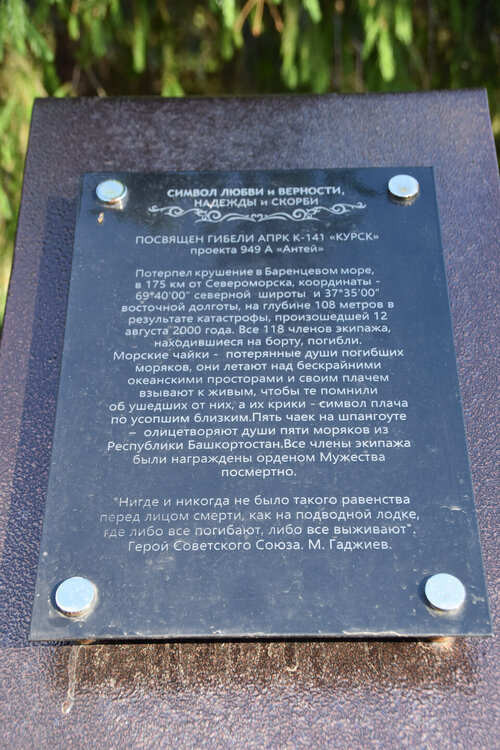 СИМВОЛ ЛЮБВИ и ВЕРНОСТИ,
НАДЕЖДЫ и СКОРБИ
ПОСВЯЩЕН ГИБЕЛИ АПРК К-141 «КУРСК»
проекта 949 А «Антей»
Потерпел крушение в Баренцевом море,
в 175 км от Североморска, координаты -
69°40'00" северной широты и 37°35'00"
восточной долготы, на глубине 108 метров в
результате катастрофы, произошедшей 12
августа 2000 года. Все 118 членов экипажа,
находившиеся на борту, погибли.
Морские чайки - потерянные души погибших
моряков, они летают над бескрайними
океанскими просторами и своим плачем
взывают к живым, чтобы те помнили
об ушедших от них, а их крики – символ плача
по усопшим близким.Пять чаек на шпангоуте
– олицетворяют души пяти моряков из
Республики Башкортостан.Все члены экипажа
были награждены орденом Мужества
посмертно.
"Нигде и никогда не было такого равенства
перед лицом смерти, как на подводной лодке,
где либо все погибают, либо все выживают".
Герой Советского Союза. М. Гаджиев.